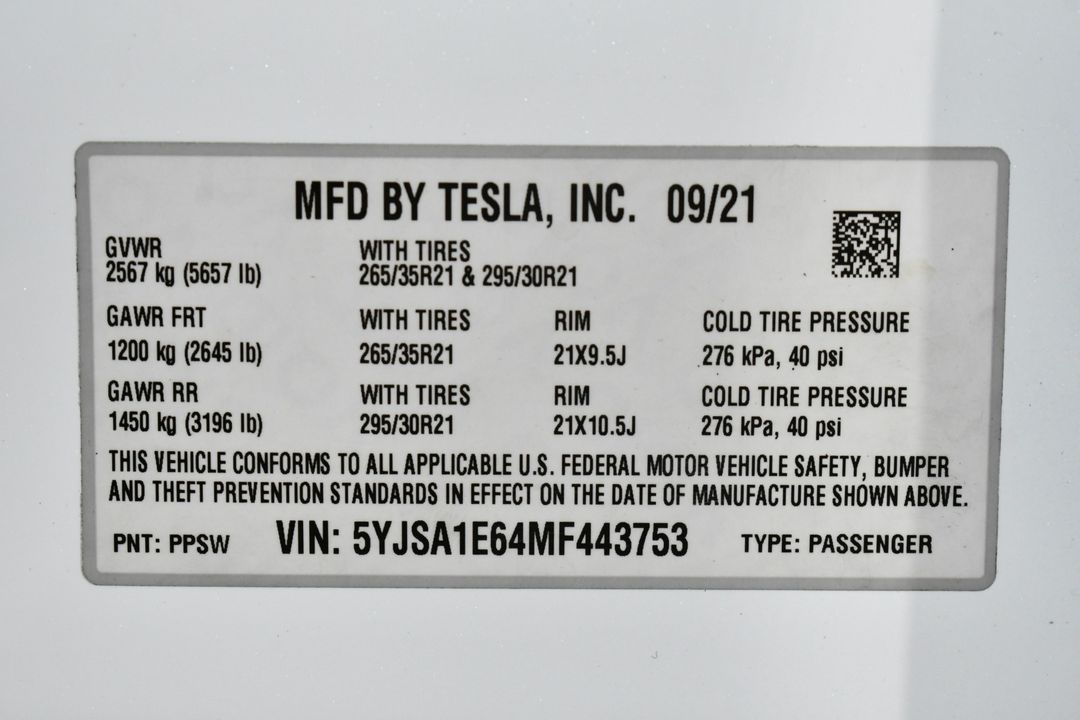 MFD BY TESLA, INC. 09/21
GVWR WITH TIRES
2567 kg (5657 lb) 265/35R21 & 295/30R21
GAWR FRT WITH TIRES RIM COLD TIRE PRESSURE
1200 kg (2645 lb) 265/35R21 21X9.5J 276 kPa, 40 psi
GAWR RR WITH TIRES RIM COLD TIRE PRESSURE
1450 kg (3196 lb) 295/30R21 21X10.5J 276 kPa, 40 psi
THIS VEHICLE CONFORMS TO ALL APPLICABLE U.S. FEDERAL MOTOR VEHICLE SAFETY, BUMPER
AND THEFT PREVENTION STANDARDS IN EFFECT ON THE DATE OF MANUFACTURE SHOWN ABOVE.
PNT: PPSW VIN: 5YJSA1E64MF443753 TYPE: PASSENGER